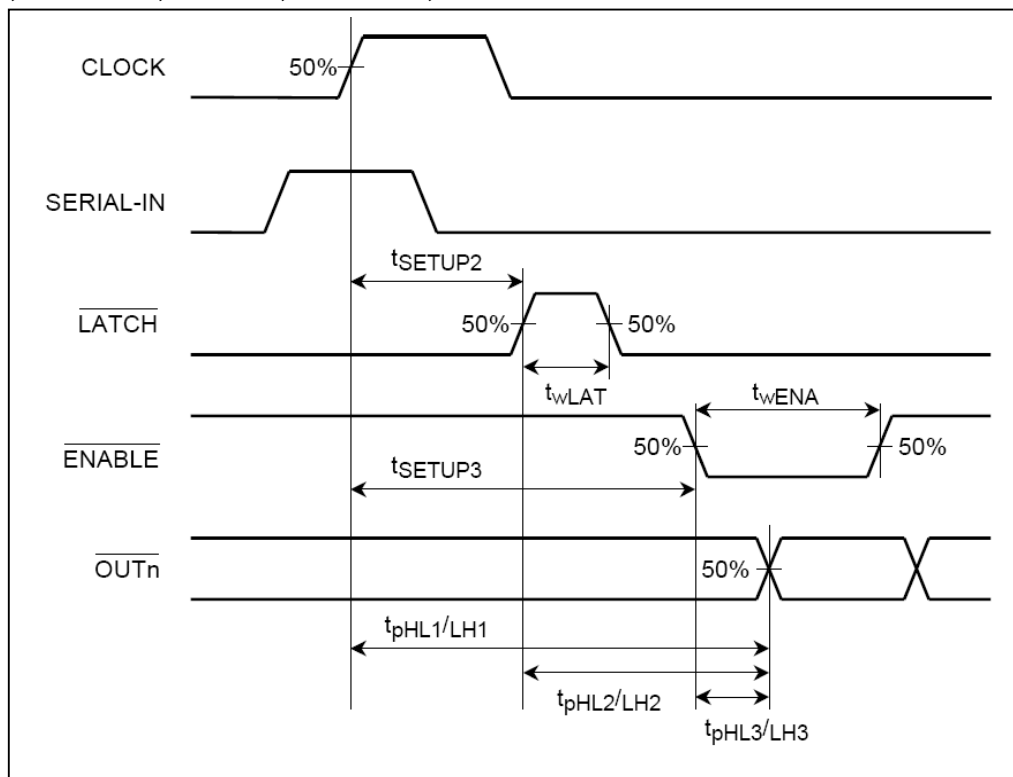 CLOCK
50%
SERIAL-IN
tSETUP2
LATCH
50%
50%
twLAT
twENA
ENABLE
50%
50%
tSETUP3
OUTn
50%
tpHL1/LH1
tpHL2/LH2
tpHL3/LH3